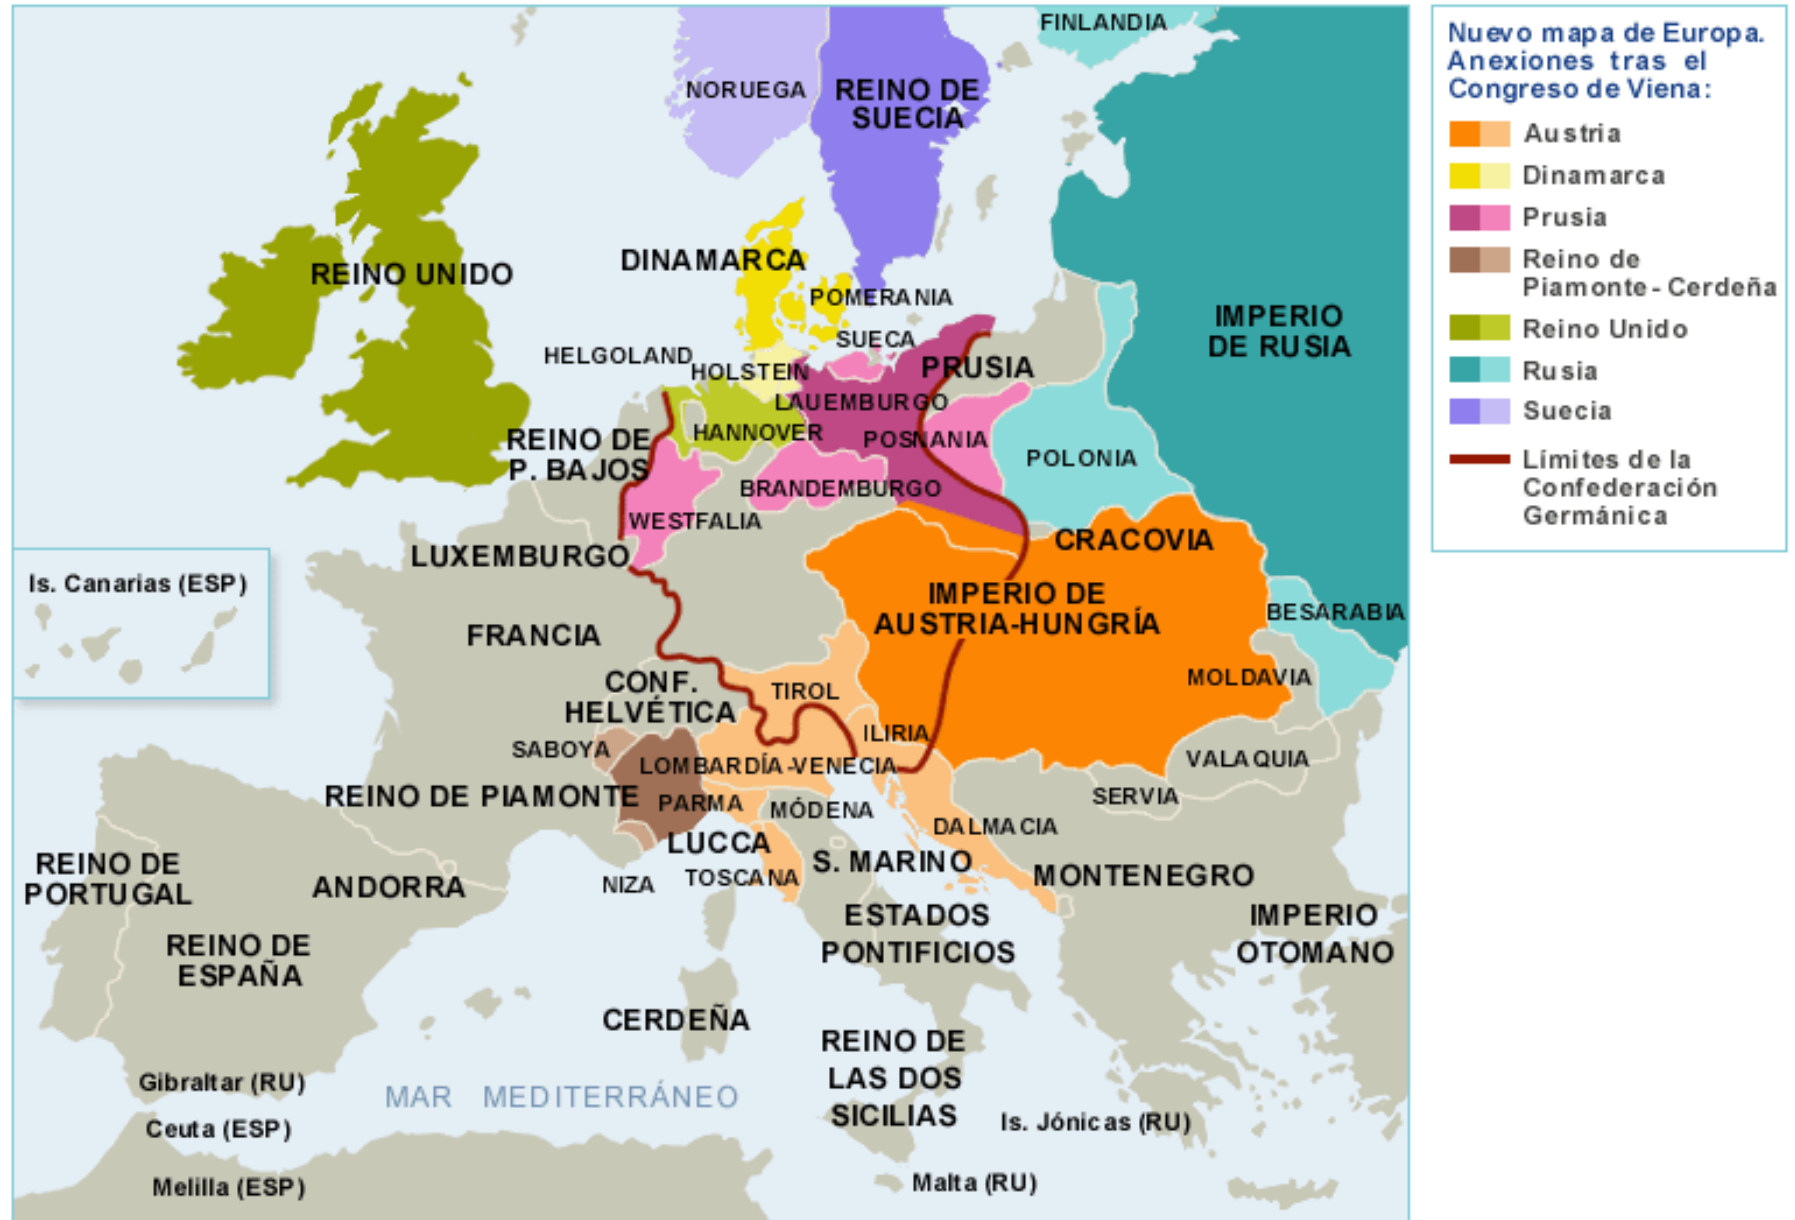 FINLANDIA
NORUEGA
REINO DE
SUECIA
REINO UNIDO
DINAMARCA
POMERANIA
SUECA
HELGOLAND
HOLSTEIN
PRUSIA
LAUEMBURGO
HANNOVER
POSNANIA
REINO DE
P. BAJOS
POLONIA
BRANDEMBURGO
WESTFALIA
IMPERIO
DE RUSIA
LUXEMBURGO
CRACOVIA
Is. Canarias (ESP)
IMPERIO DE
AUSTRIA-HUNGRÍA
BESARABIA
FRANCIA
CONF.
HELVÉTICA
TIROL
MOLDAVIA
ILIRIA
SABOYA
LOMBARDÍA-VENECIA
VALAQUIA
REINO DE PIAMONTE
PARMA
MÓDENA
SERVIA
DALMACIA
LUCCA
S. MARINO
REINO DE
PORTUGAL
ANDORRA
NIZA
TOSCANA
MONTENEGRO
ESTADOS
PONTIFICIOS
IMPERIO
OTOMANO
REINO DE
ESPAÑA
CERDEÑA
REINO DE
LAS DOS
SICILIAS
Gibraltar (RU)
MAR MEDITERRÁNEO
Ceuta (ESP)
Is. Jónicas (RU)
Melilla (ESP)
Malta (RU)
Nuevo mapa de Europa.
Anexiones tras el
Congreso de Viena:
Austria
Dinamarca
Prusia
Reino de
Piamonte-Cerdeña
Reino Unido
Rusia
Suecia
Límites de la
Confederación
Germánica